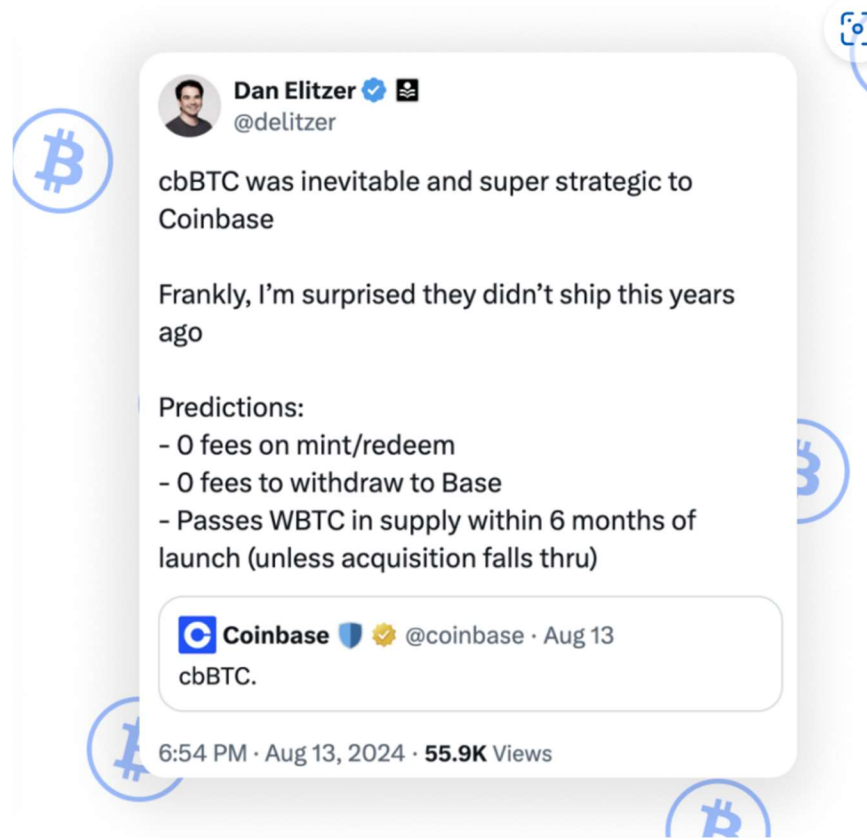 Dan Elitzer
@delitzer
cbBTC was inevitable and super strategic to
Coinbase
Frankly, I’m surprised they didn’t ship this years
ago
Predictions:
- 0 fees on mint/redeem
- 0 fees to withdraw to Base
- Passes WBTC in supply within 6 months of
launch (unless acquisition falls thru)
Coinbase @coinbase · Aug 13
cbBTC.
6:54 PM · Aug 13, 2024 · 55.9K Views